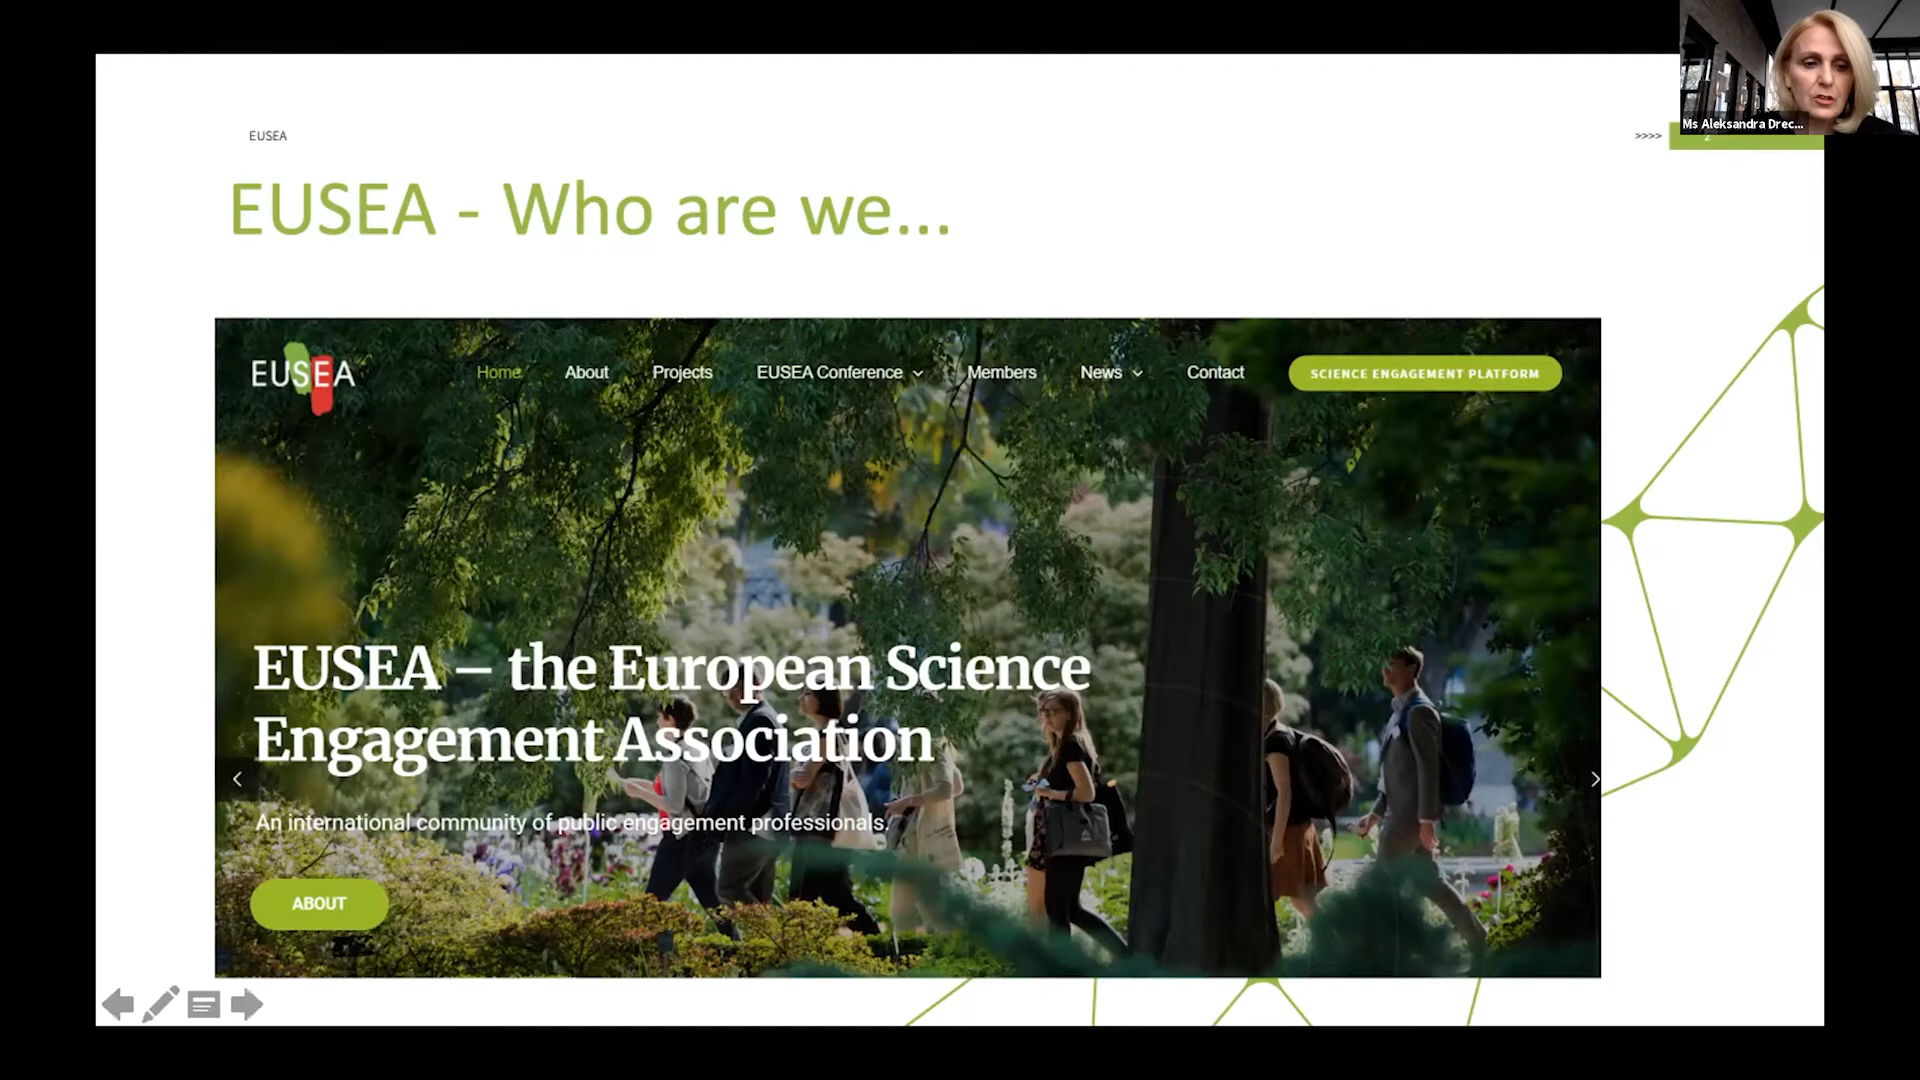 Ms Aleksandra Drec...
EUSEA
>>>>
2
EUSEA - Who are we...
EUSEA
Home
About
Projects
EUSEA Conference
Members
News
Contact
SCIENCE ENGAGEMENT PLATFORM
EUSEA – the European Science
Engagement Association
An international community of public engagement professionals.
ABOUT